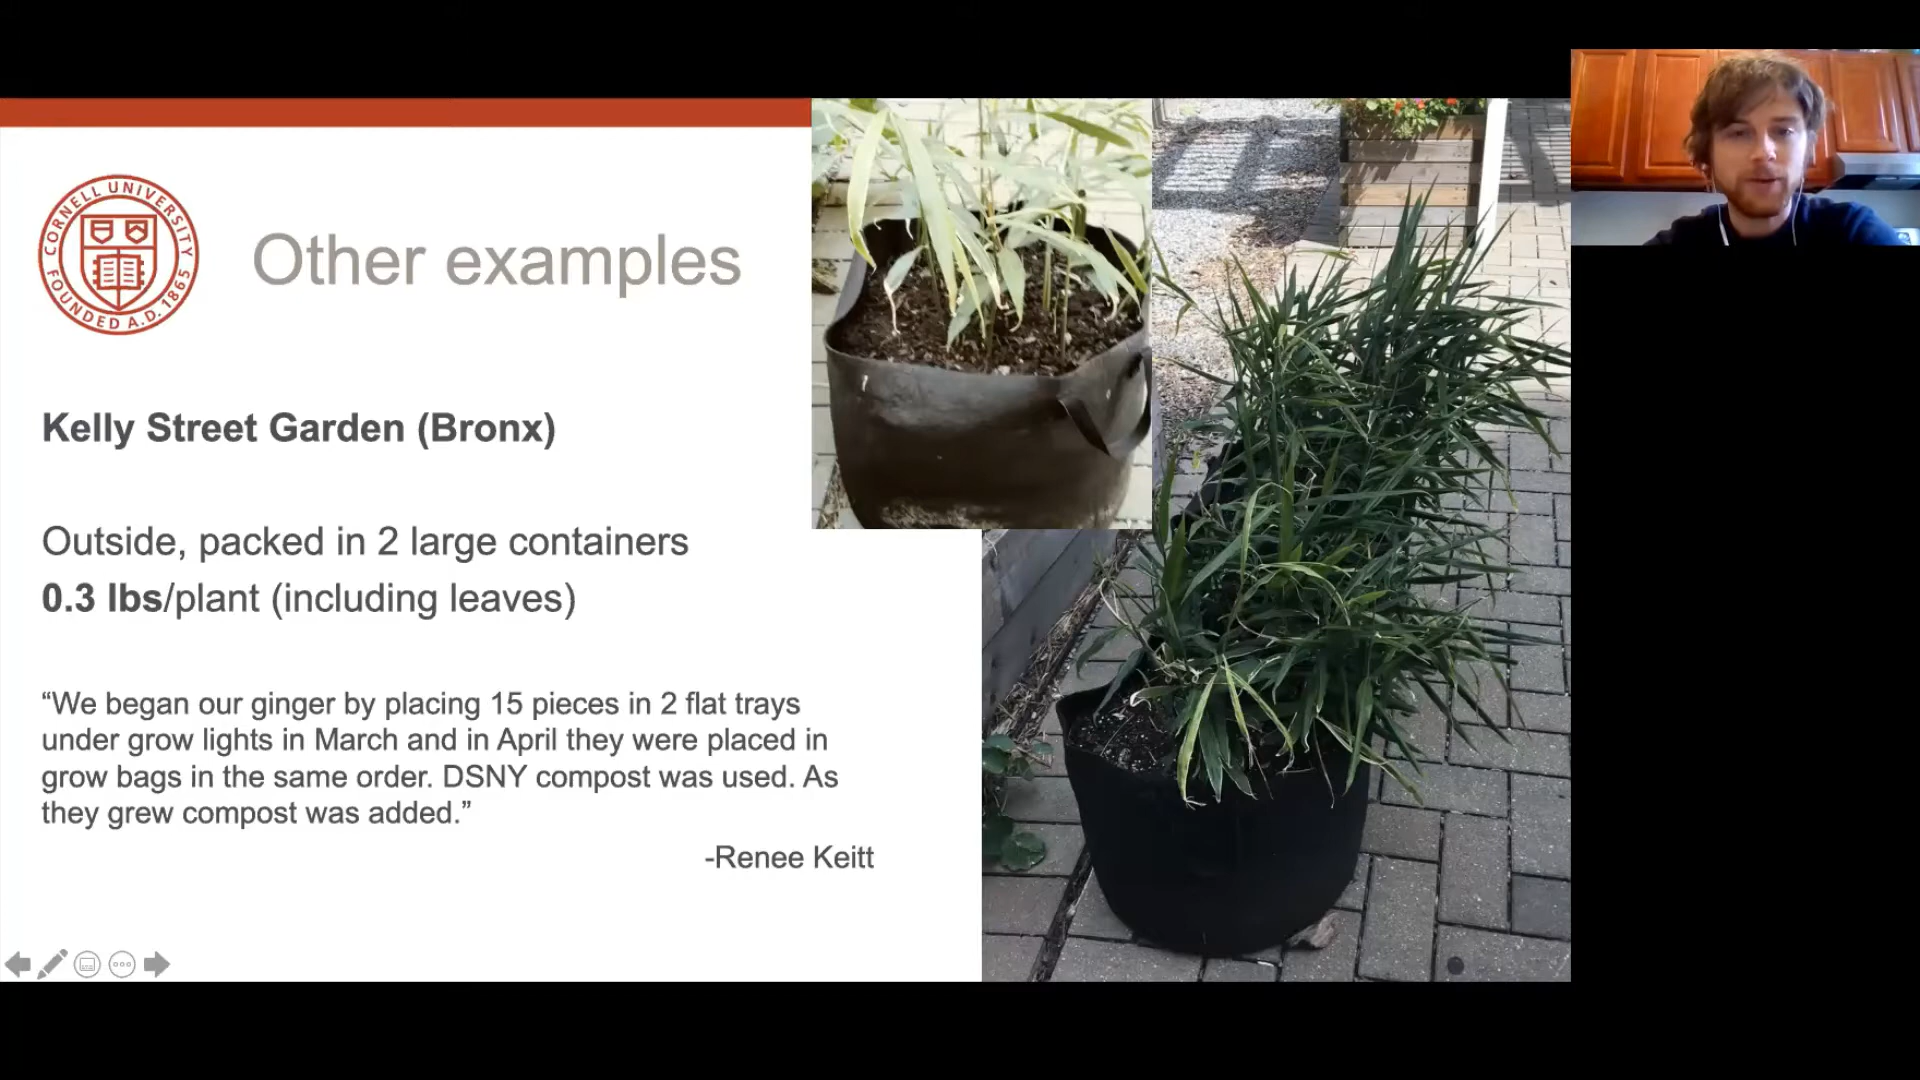 CORNELL UNIVERSITY
FOUNDED A.D. 1865
Other examples
Kelly Street Garden (Bronx)
Outside, packed in 2 large containers
0.3 lbs/plant (including leaves)
“We began our ginger by placing 15 pieces in 2 flat trays
under grow lights in March and in April they were placed in
grow bags in the same order. DSNY compost was used. As
they grew compost was added.”
-Renee Keitt